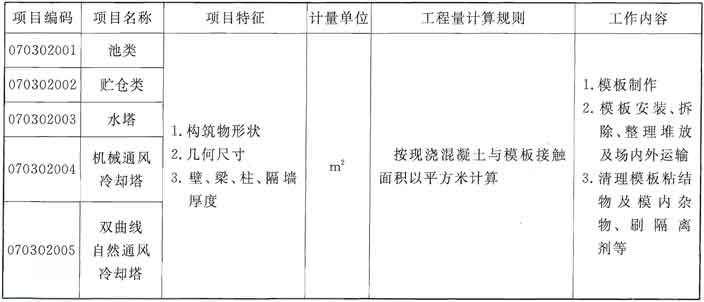 项目编码 项目名称 项目特征 计量单位 工程量计算规则 工作内容
070302001 池类
070302002 贮仓类
070302003 水塔
070302004 机械通风
冷却塔
070302005 双曲线
自然通风
冷却塔
1.构筑物形状
2.几何尺寸
3.壁、梁、柱、隔墙
厚度
m²
按现浇混凝土与模板接触
面积以平方米计算
1.模板制作
2.模板安装、拆
除、整理堆放
及场内外运输
3.清理模板粘结
物及模内杂
物、刷隔离
剂等